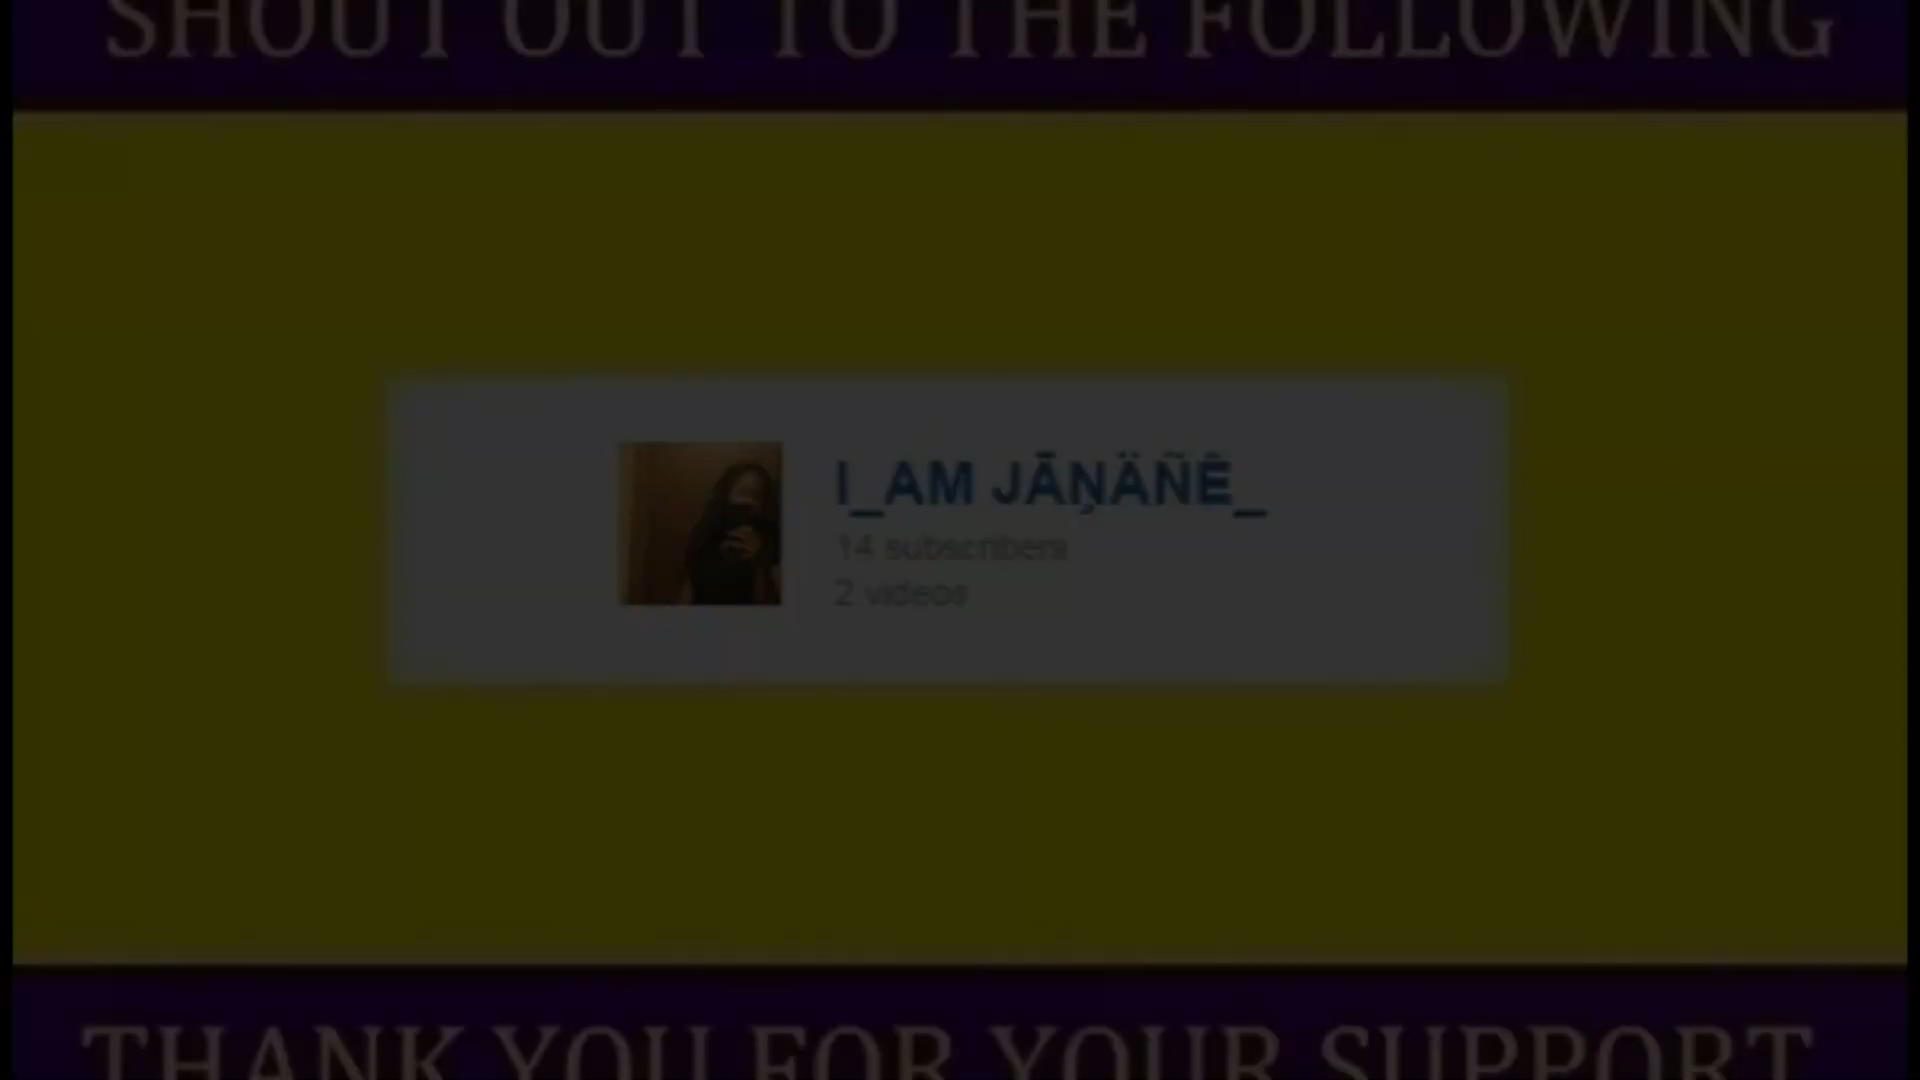 SHOUT OUT TO THE FOLLOWING
I_AM JĀŅÄÑÊ_
14 subscribers
2 videos
THANK YOU FOR YOUR SUPPORT